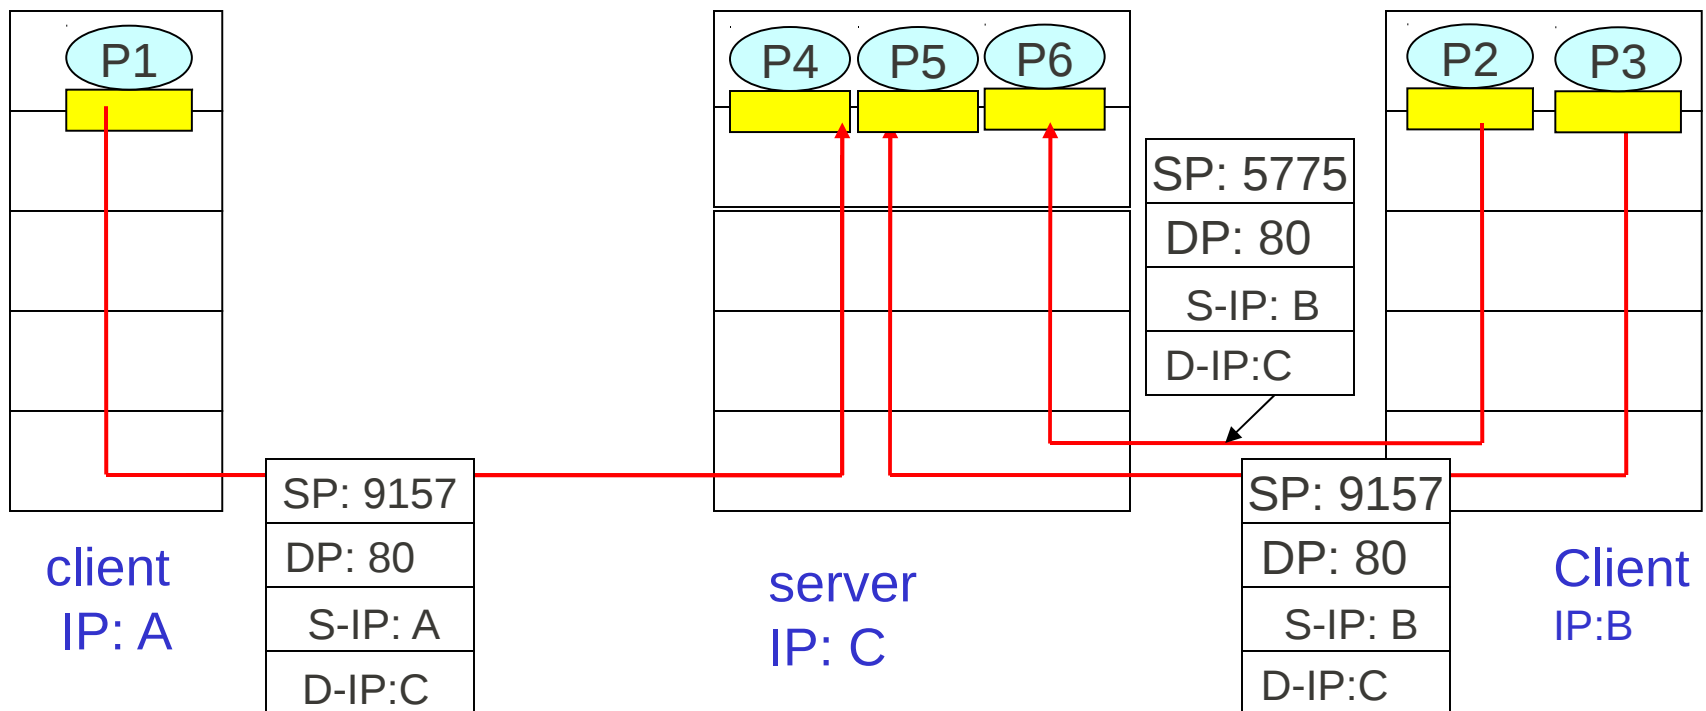 P1
P4
P5
P6
P2
P3
SP: 5775
DP: 80
S-IP: B
D-IP:C
SP: 9157
DP: 80
S-IP: A
D-IP:C
SP: 9157
DP: 80
S-IP: B
D-IP:C
client
IP: A
server
IP: C
Client
IP:B